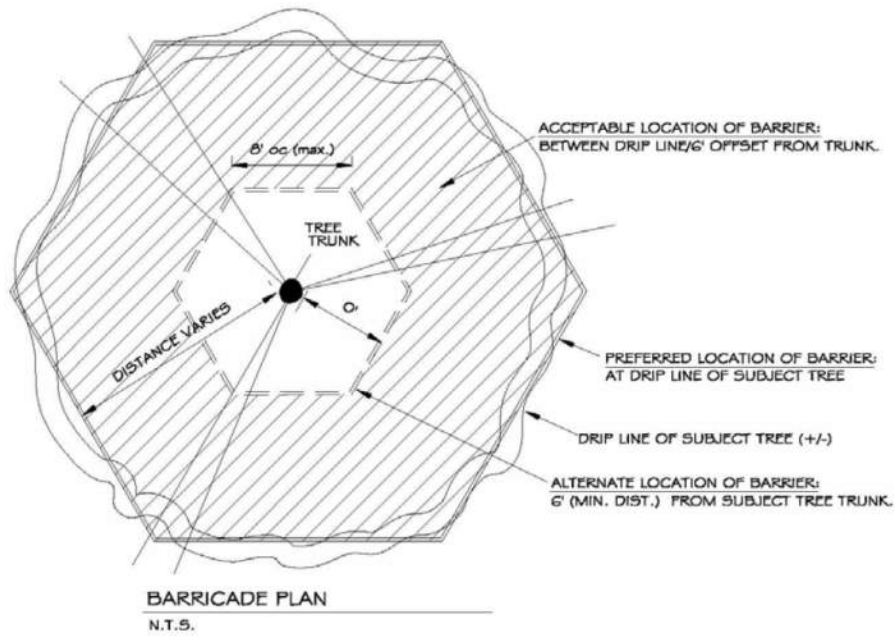 ACCEPTABLE LOCATION OF BARRIER:
BETWEEN DRIP LINE/6' OFFSET FROM TRUNK.
8' oc (max.)
TREE
TRUNK
0'
DISTANCE VARIES
PREFERRED LOCATION OF BARRIER:
AT DRIP LINE OF SUBJECT TREE
DRIP LINE OF SUBJECT TREE (+/-)
ALTERNATE LOCATION OF BARRIER:
6' (MIN. DIST.) FROM SUBJECT TREE TRUNK.
BARRICADE PLAN
N.T.S.